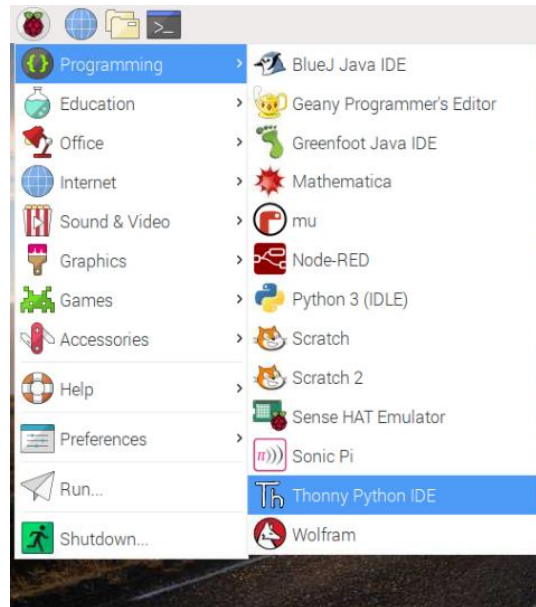 Programming
Education
Office
Internet
Sound & Video
Graphics
Games
Accessories
Help
Preferences
Run...
Shutdown...
BlueJ Java IDE
Geany Programmer's Editor
Greenfoot Java IDE
Mathematica
mu
Node-RED
Python 3 (IDLE)
Scratch
Scratch 2
Sense HAT Emulator
π)))
Sonic Pi
Th
Thonny Python IDE
Wolfram